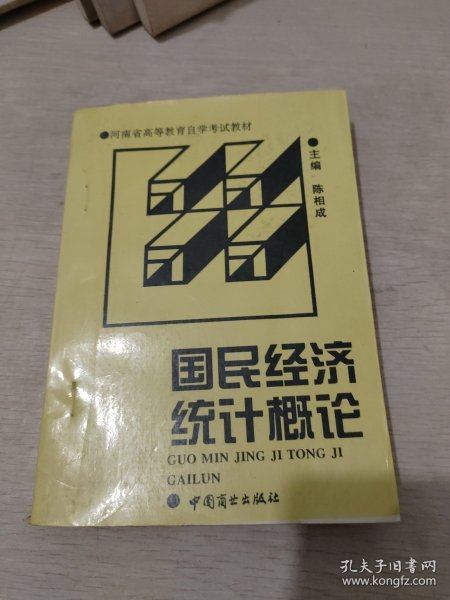 ●河南省高等教育自学考试教材
●主编 陈相成
国民经济
统计概论
GUO MIN JING JI TONG JI
GAILUN
中国商业出版社
孔夫子旧书网
www.kongfz.com